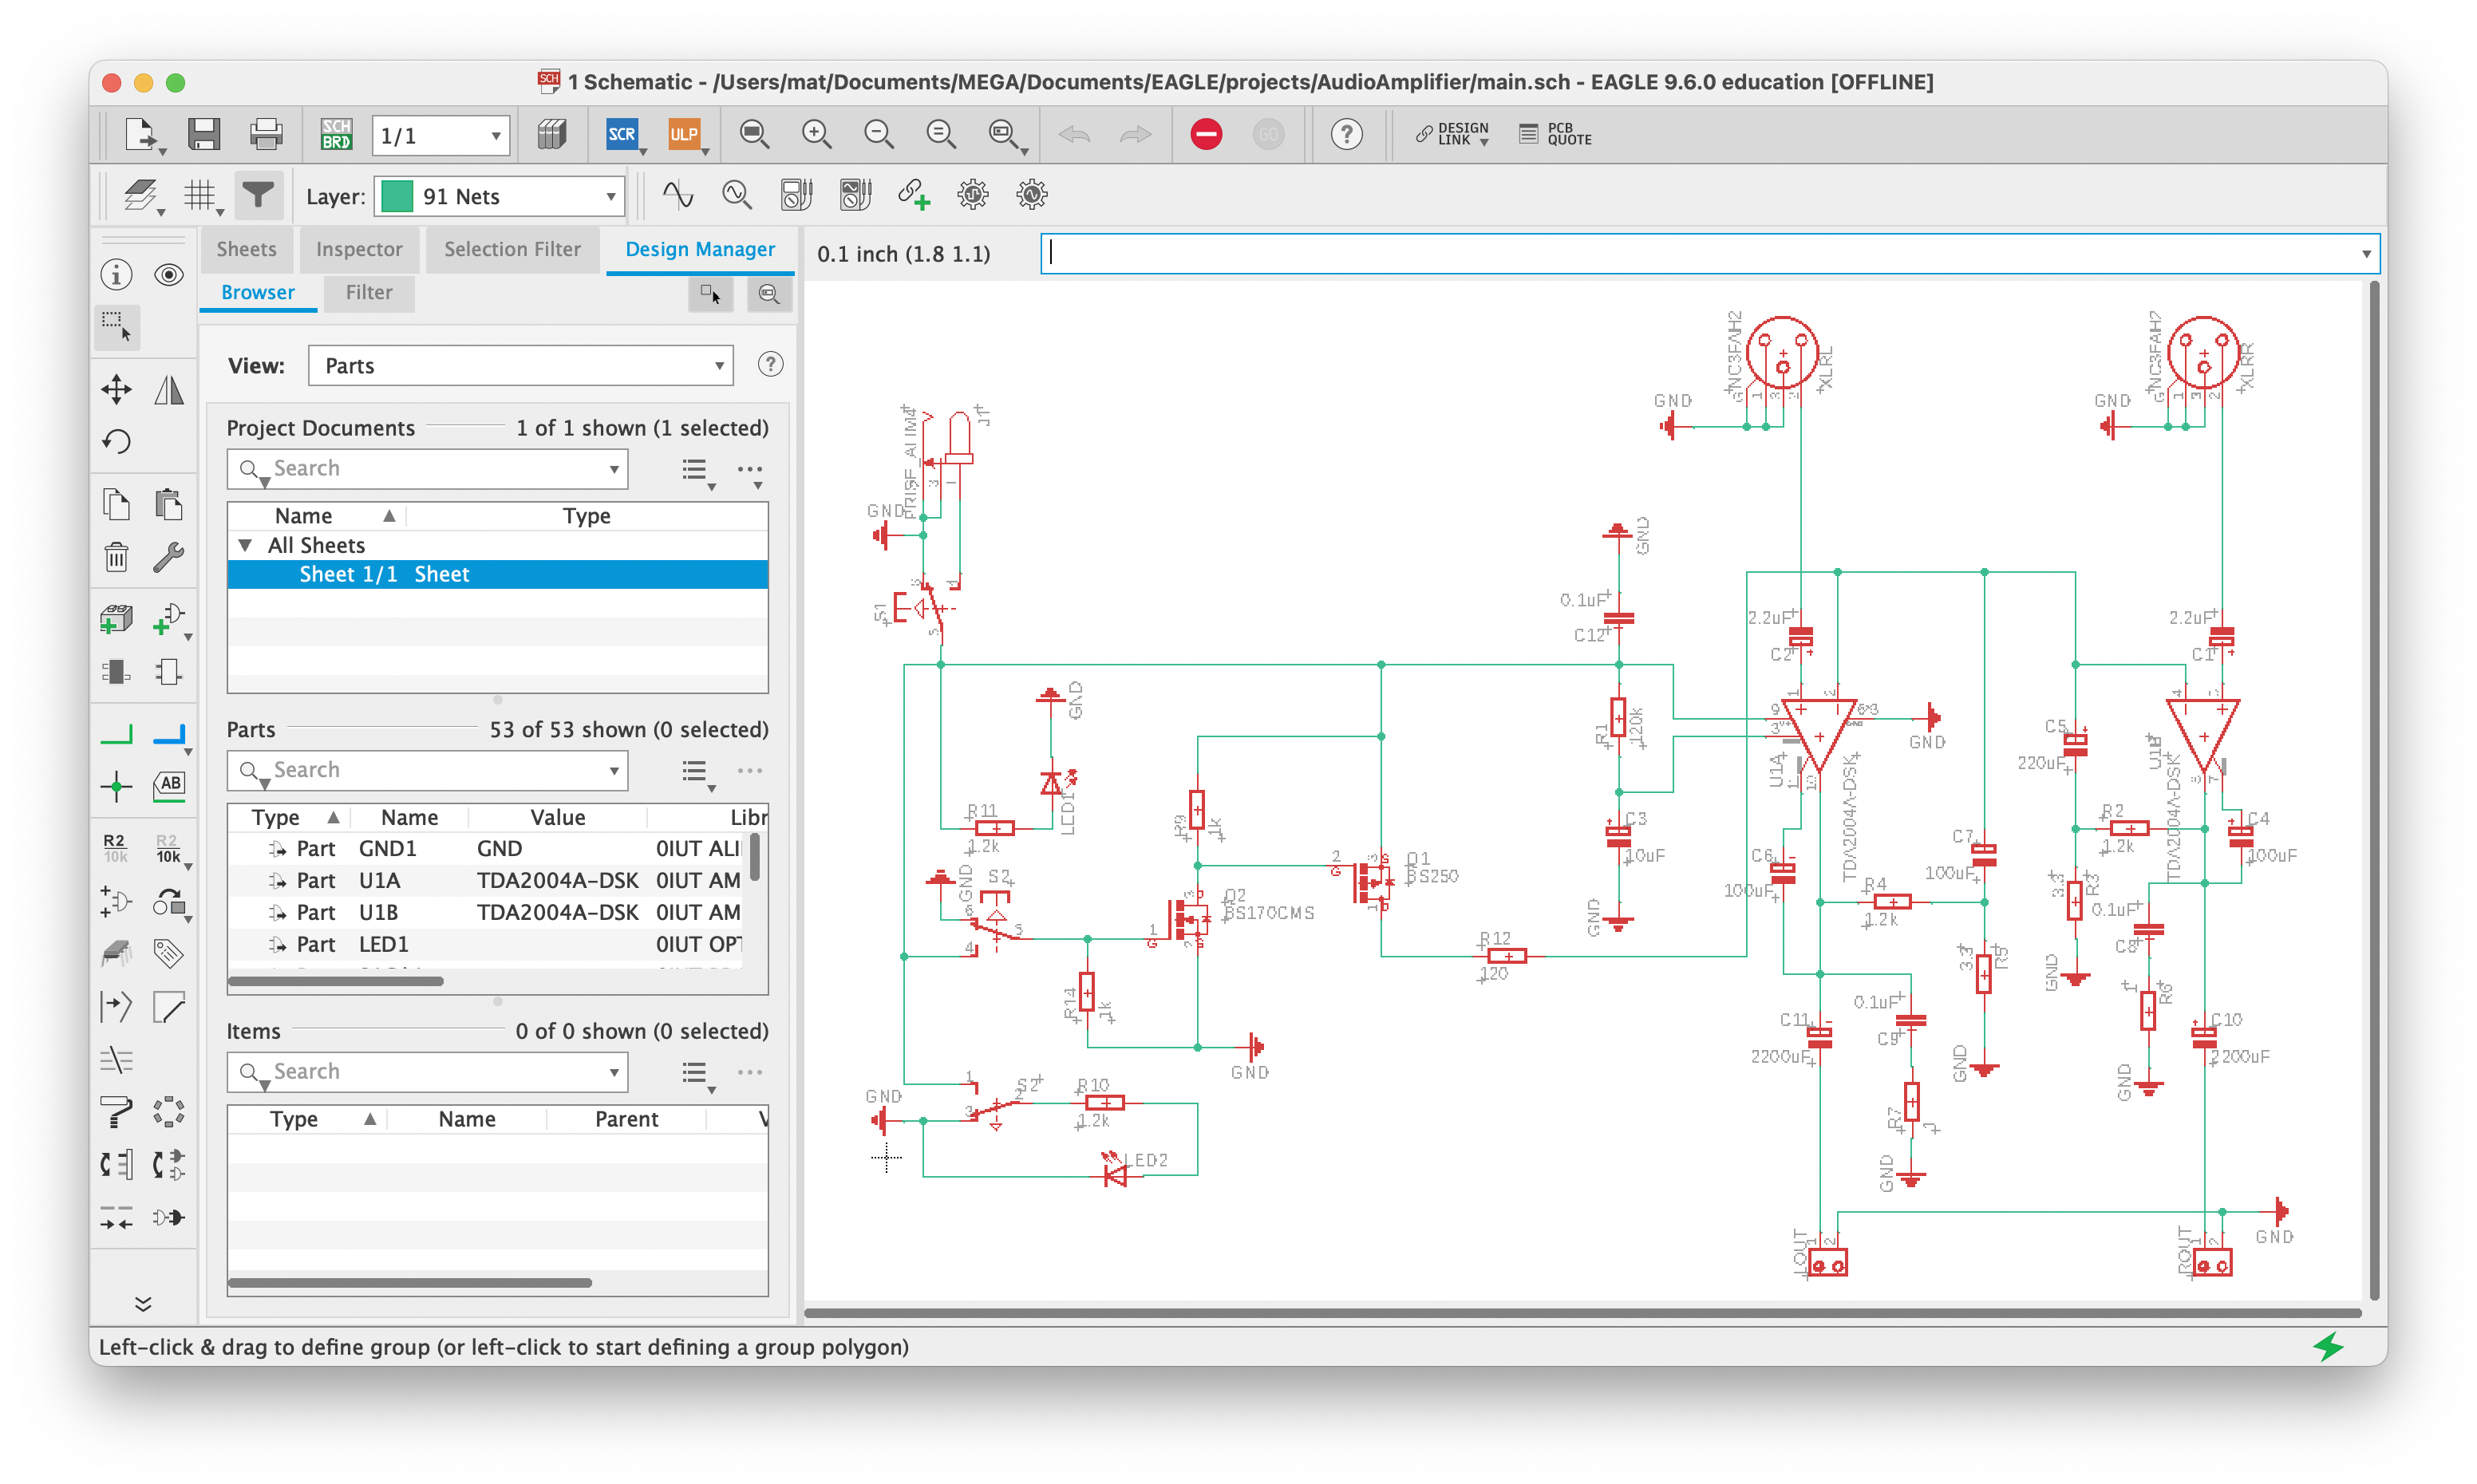 1 Schematic - /Users/mat/Documents/MEGA/Documents/EAGLE/projects/AudioAmplifier/main.sch - EAGLE 9.6.0 education [OFFLINE]
SCH BRD 1/1 SCR ULP GO ? DESIGN LINK PCB QUOTE
Layer: 91 Nets
Sheets Inspector Selection Filter Design Manager
0.1 inch (1.8 1.1)
Browser Filter
View: Parts ?
Project Documents 1 of 1 shown (1 selected)
Search
Name Type
All Sheets
Sheet 1/1 Sheet
Parts 53 of 53 shown (0 selected)
Search
Type Name Value Libr
Part GND1 GND 0IUT ALI
Part U1A TDA2004A-DSK 0IUT AM
Part U1B TDA2004A-DSK 0IUT AM
Part LED1 0IUT OPT
Items 0 of 0 shown (0 selected)
Search
Type Name Parent V
R2 10k
R2 10k
AB
NC3FAH2
XLRL
GND
G 1 3 2
NC3FAH2
XLRR
GND
G 1 3 2
J1
GND
S1
GND
0.1uF
C12
2.2uF
C2
2.2uF
C1
GND
LED1
R11
1.2k
R9
1k
R1
120k
C3
10uF
GND
U1A
TDA2004A-DSK
GND
C5
220uF
U1B
TDA2004A-DSK
R2
1.2k
C4
100uF
C7
100uF
C6
100uF
R4
1.2k
R3
3.3
GND
0.1uF
C8
R6
1
GND
GND
S2
Q2
BS170CMS
Q1
BS250
R12
120
R14
1k
GND
R5
3.3
GND
0.1uF
C9
R7
1
GND
C11
2200uF
C10
2200uF
GND
S2
R10
1.2k
LED2
LOUT
ROUT
GND
Left-click & drag to define group (or left-click to start defining a group polygon)